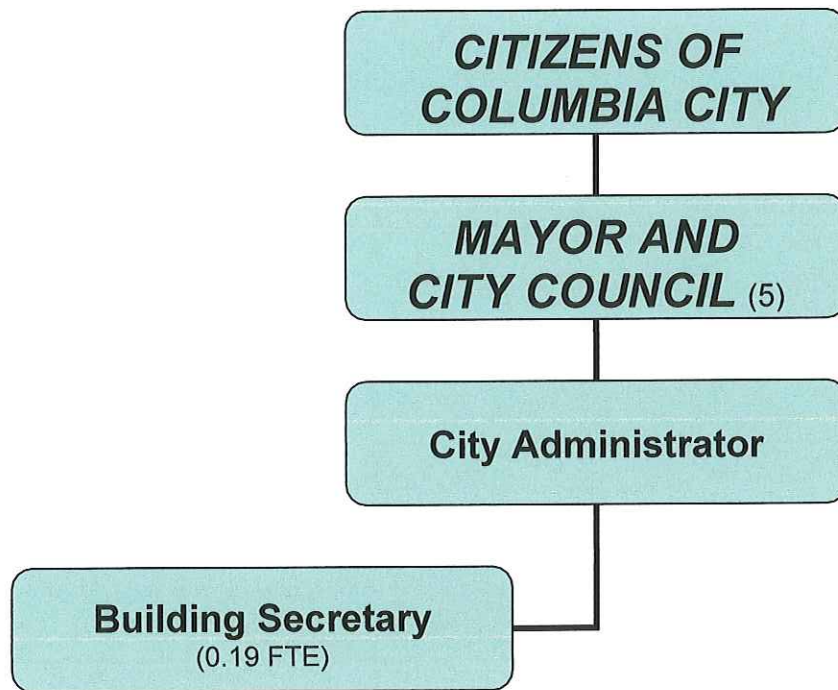 CITIZENS OF
COLUMBIA CITY
MAYOR AND
CITY COUNCIL (5)
City Administrator
Building Secretary
(0.19 FTE)